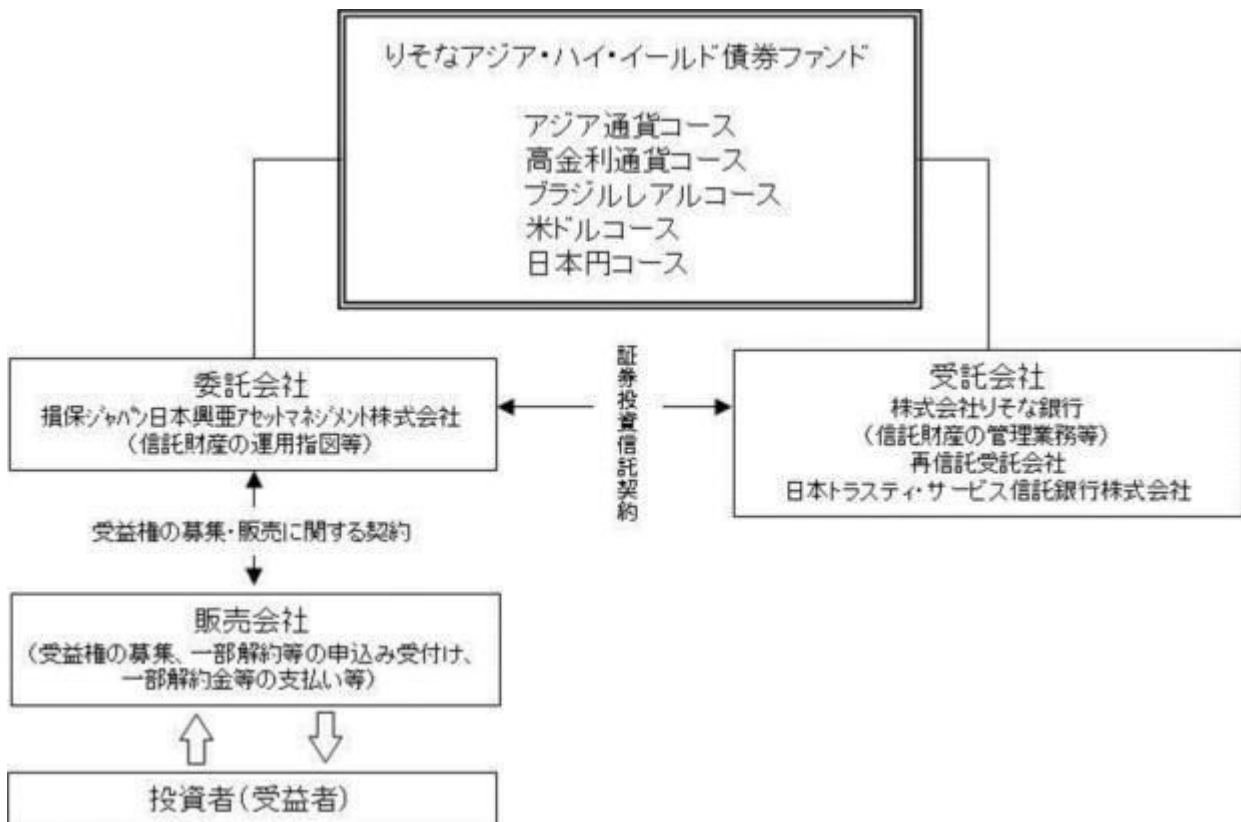 りそなアジア・ハイ・イールド債券ファンド
アジア通貨コース
高金利通貨コース
ブラジルレアルコース
米ドルコース
日本円コース
委託会社
損保ジャパン日本興亜アセットマネジメント株式会社
(信託財産の運用指図等)
証券投資信託契約
受託会社
株式会社りそな銀行
(信託財産の管理業務等)
再信託受託会社
日本トラスティ・サービス信託銀行株式会社
受益権の募集・販売に関する契約
販売会社
(受益権の募集、一部解約等の申込み受付け、
一部解約金等の支払い等)
投資者(受益者)